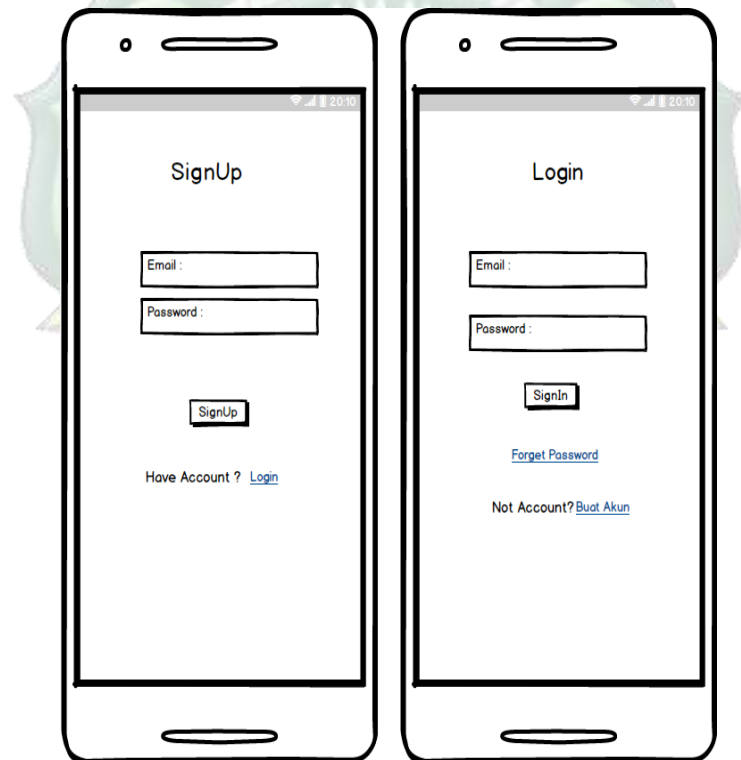 20:10
SignUp
Email :
Password :
SignUp
Have Account ? Login
20:10
Login
Email :
Password :
SignIn
Forget Password
Not Account? Buat Akun